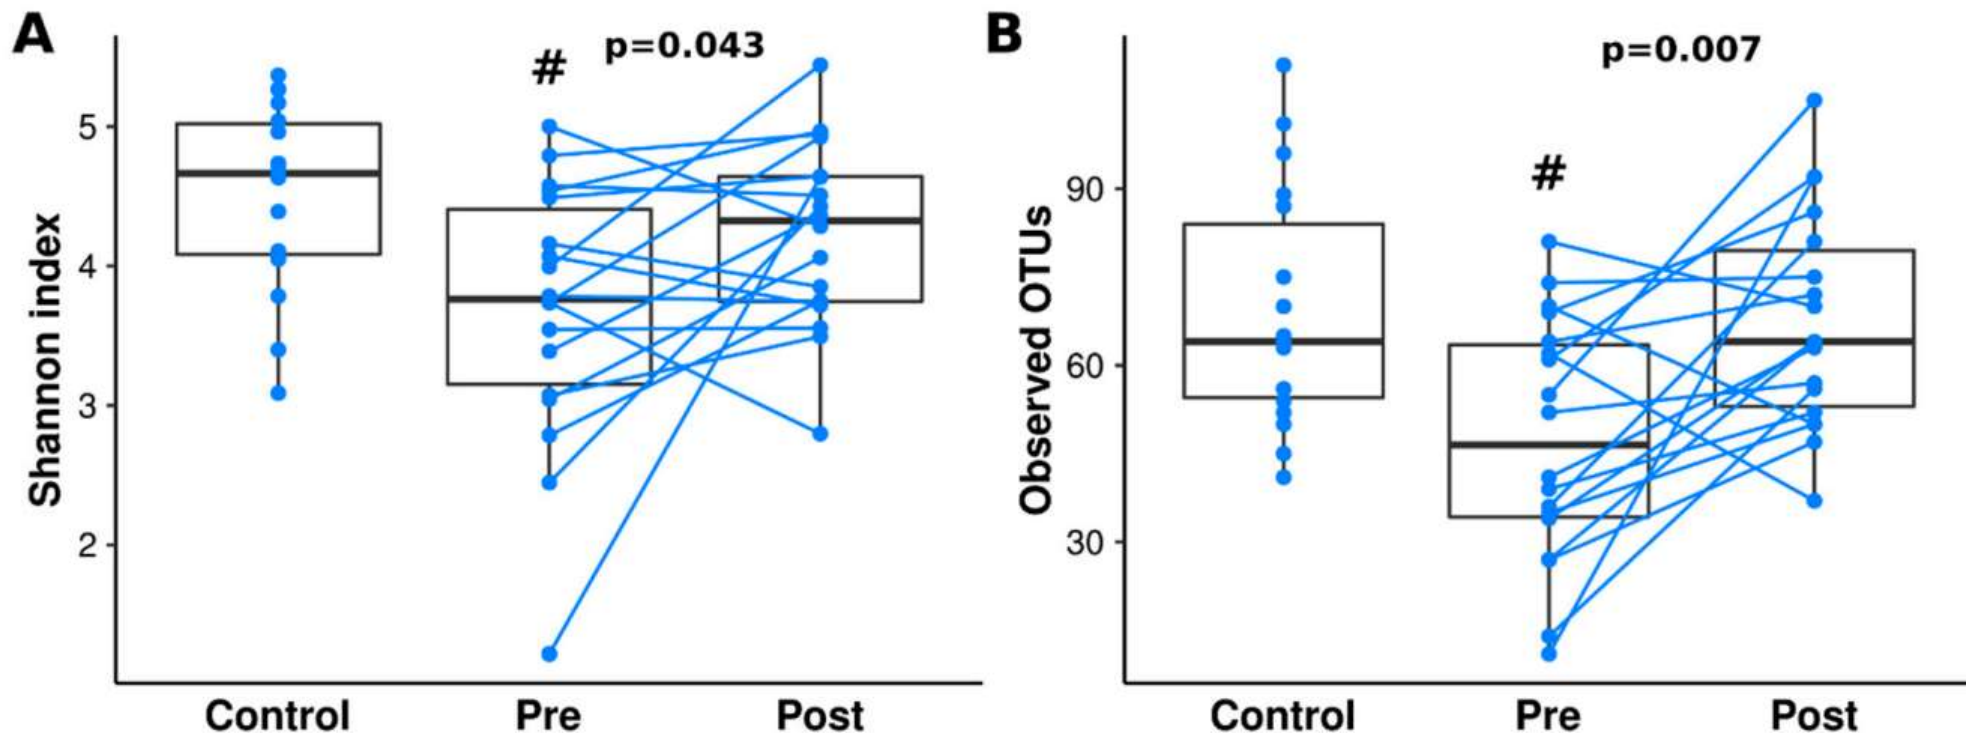 A
p=0.043
#
Shannon index
5
4
3
2
Control Pre Post
B
p=0.007
#
Observed OTUs
90
60
30
Control Pre Post